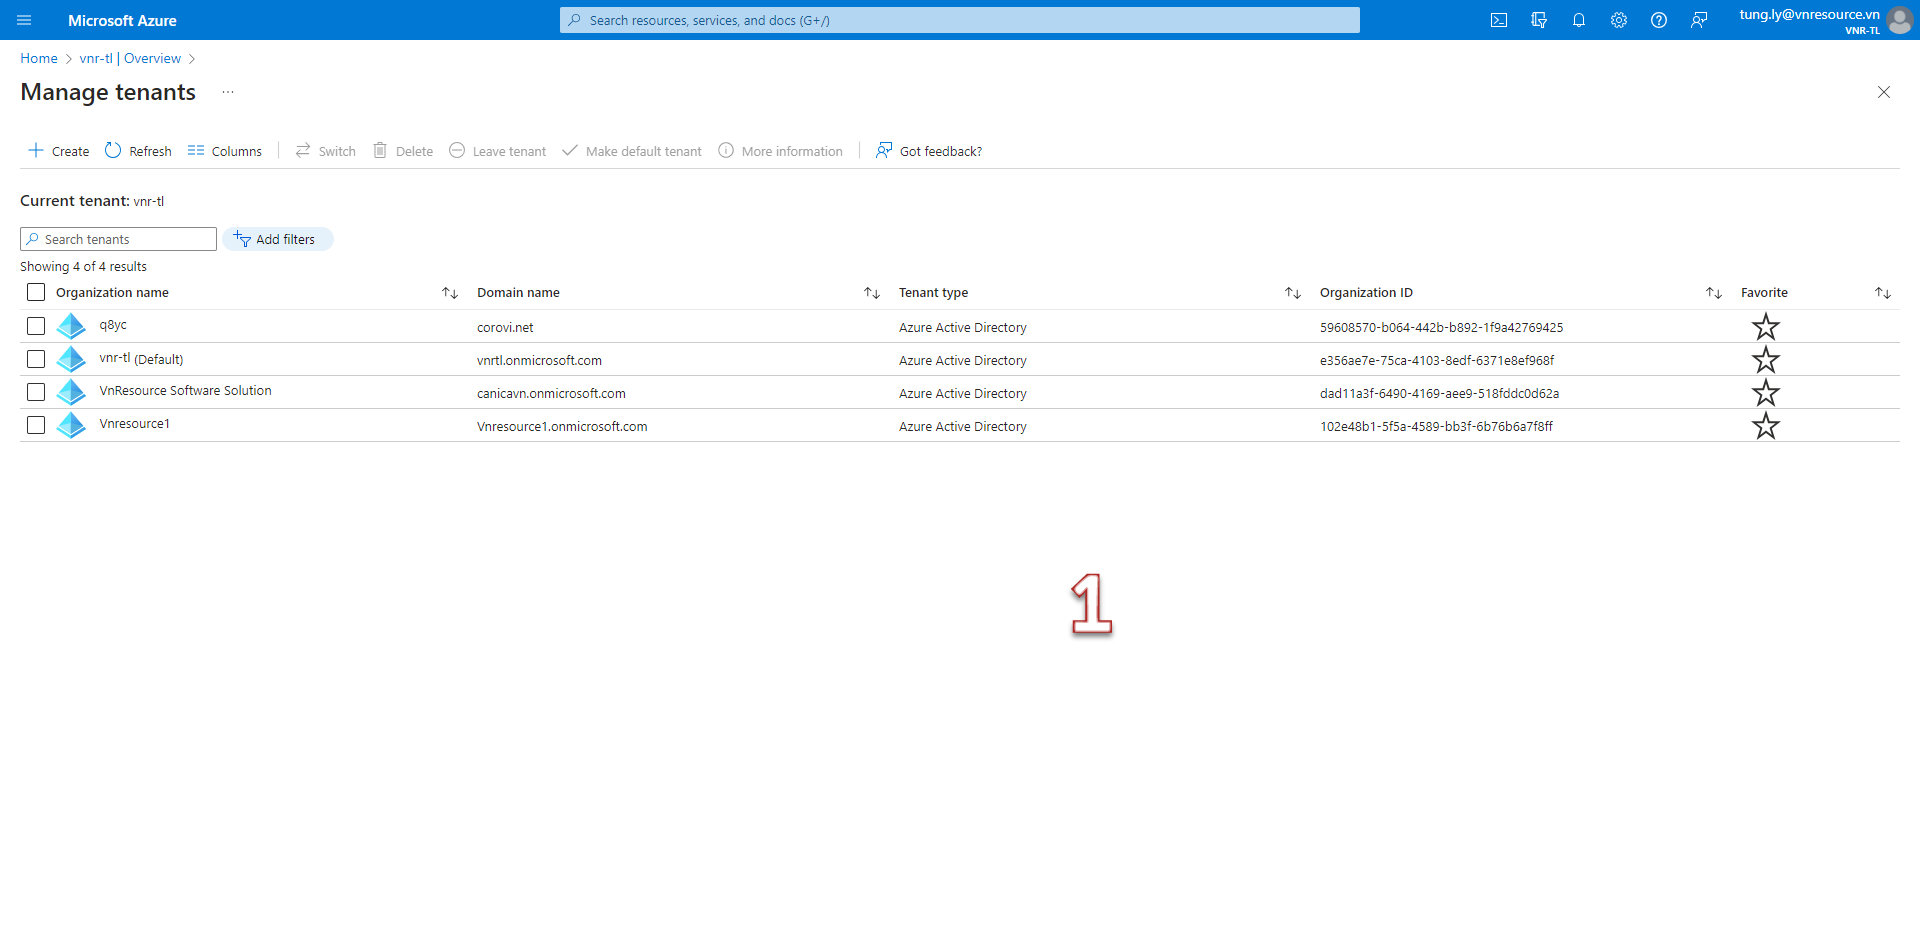 Microsoft Azure
Search resources, services, and docs (G+/)
tung.ly@vnresource.vn
VNR-TL
Home > vnr-tl | Overview >
Manage tenants ...
Create Refresh Columns Switch Delete Leave tenant Make default tenant More information Got feedback?
Current tenant: vnr-tl
Search tenants Add filters
Showing 4 of 4 results
Organization name Domain name Tenant type Organization ID Favorite
q8yc corovi.net Azure Active Directory 59608570-b064-442b-b892-1f9a42769425
vnr-tl (Default) vnrtl.onmicrosoft.com Azure Active Directory e356ae7e-75ca-4103-8edf-6371e8ef968f
VnResource Software Solution canicavn.onmicrosoft.com Azure Active Directory dad11a3f-6490-4169-aee9-518fddc0d62a
Vnresource1 Vnresource1.onmicrosoft.com Azure Active Directory 102e48b1-5f5a-4589-bb3f-6b76b6a7f8ff
1